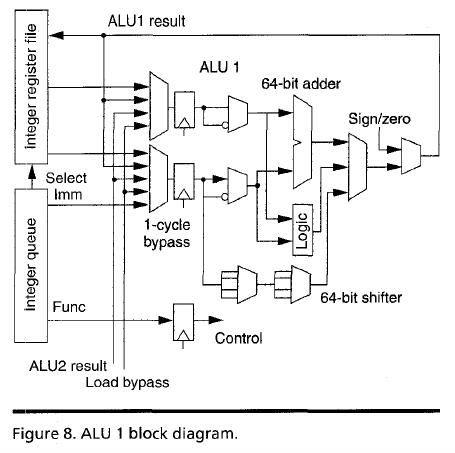 ALU1 result
Integer register file
ALU 1
64-bit adder
Sign/zero
Select
Imm
1-cycle
bypass
Logic
Integer queue
64-bit shifter
Func
Control
ALU2 result
Load bypass
Figure 8. ALU 1 block diagram.